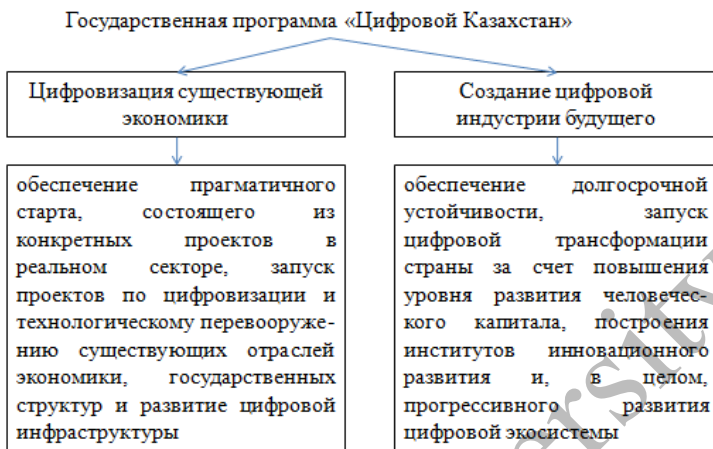 Государственная программа «Цифровой Казахстан»
Цифровизация существующей
экономики
Создание цифровой
индустрии будущего
обеспечение прагматичного
старта, состоящего из
конкретных проектов в
реальном секторе, запуск
проектов по цифровизации и
технологическому перевооруже-
нию существующих отраслей
экономики, государственных
структур и развитие цифровой
инфраструктуры
обеспечение долгосрочной
устойчивости, запуск
цифровой трансформации
страны за счет повышения
уровня развития человечес-
кого капитала, построения
институтов инновационного
развития и, в целом,
прогрессивного развития
цифровой экосистемы